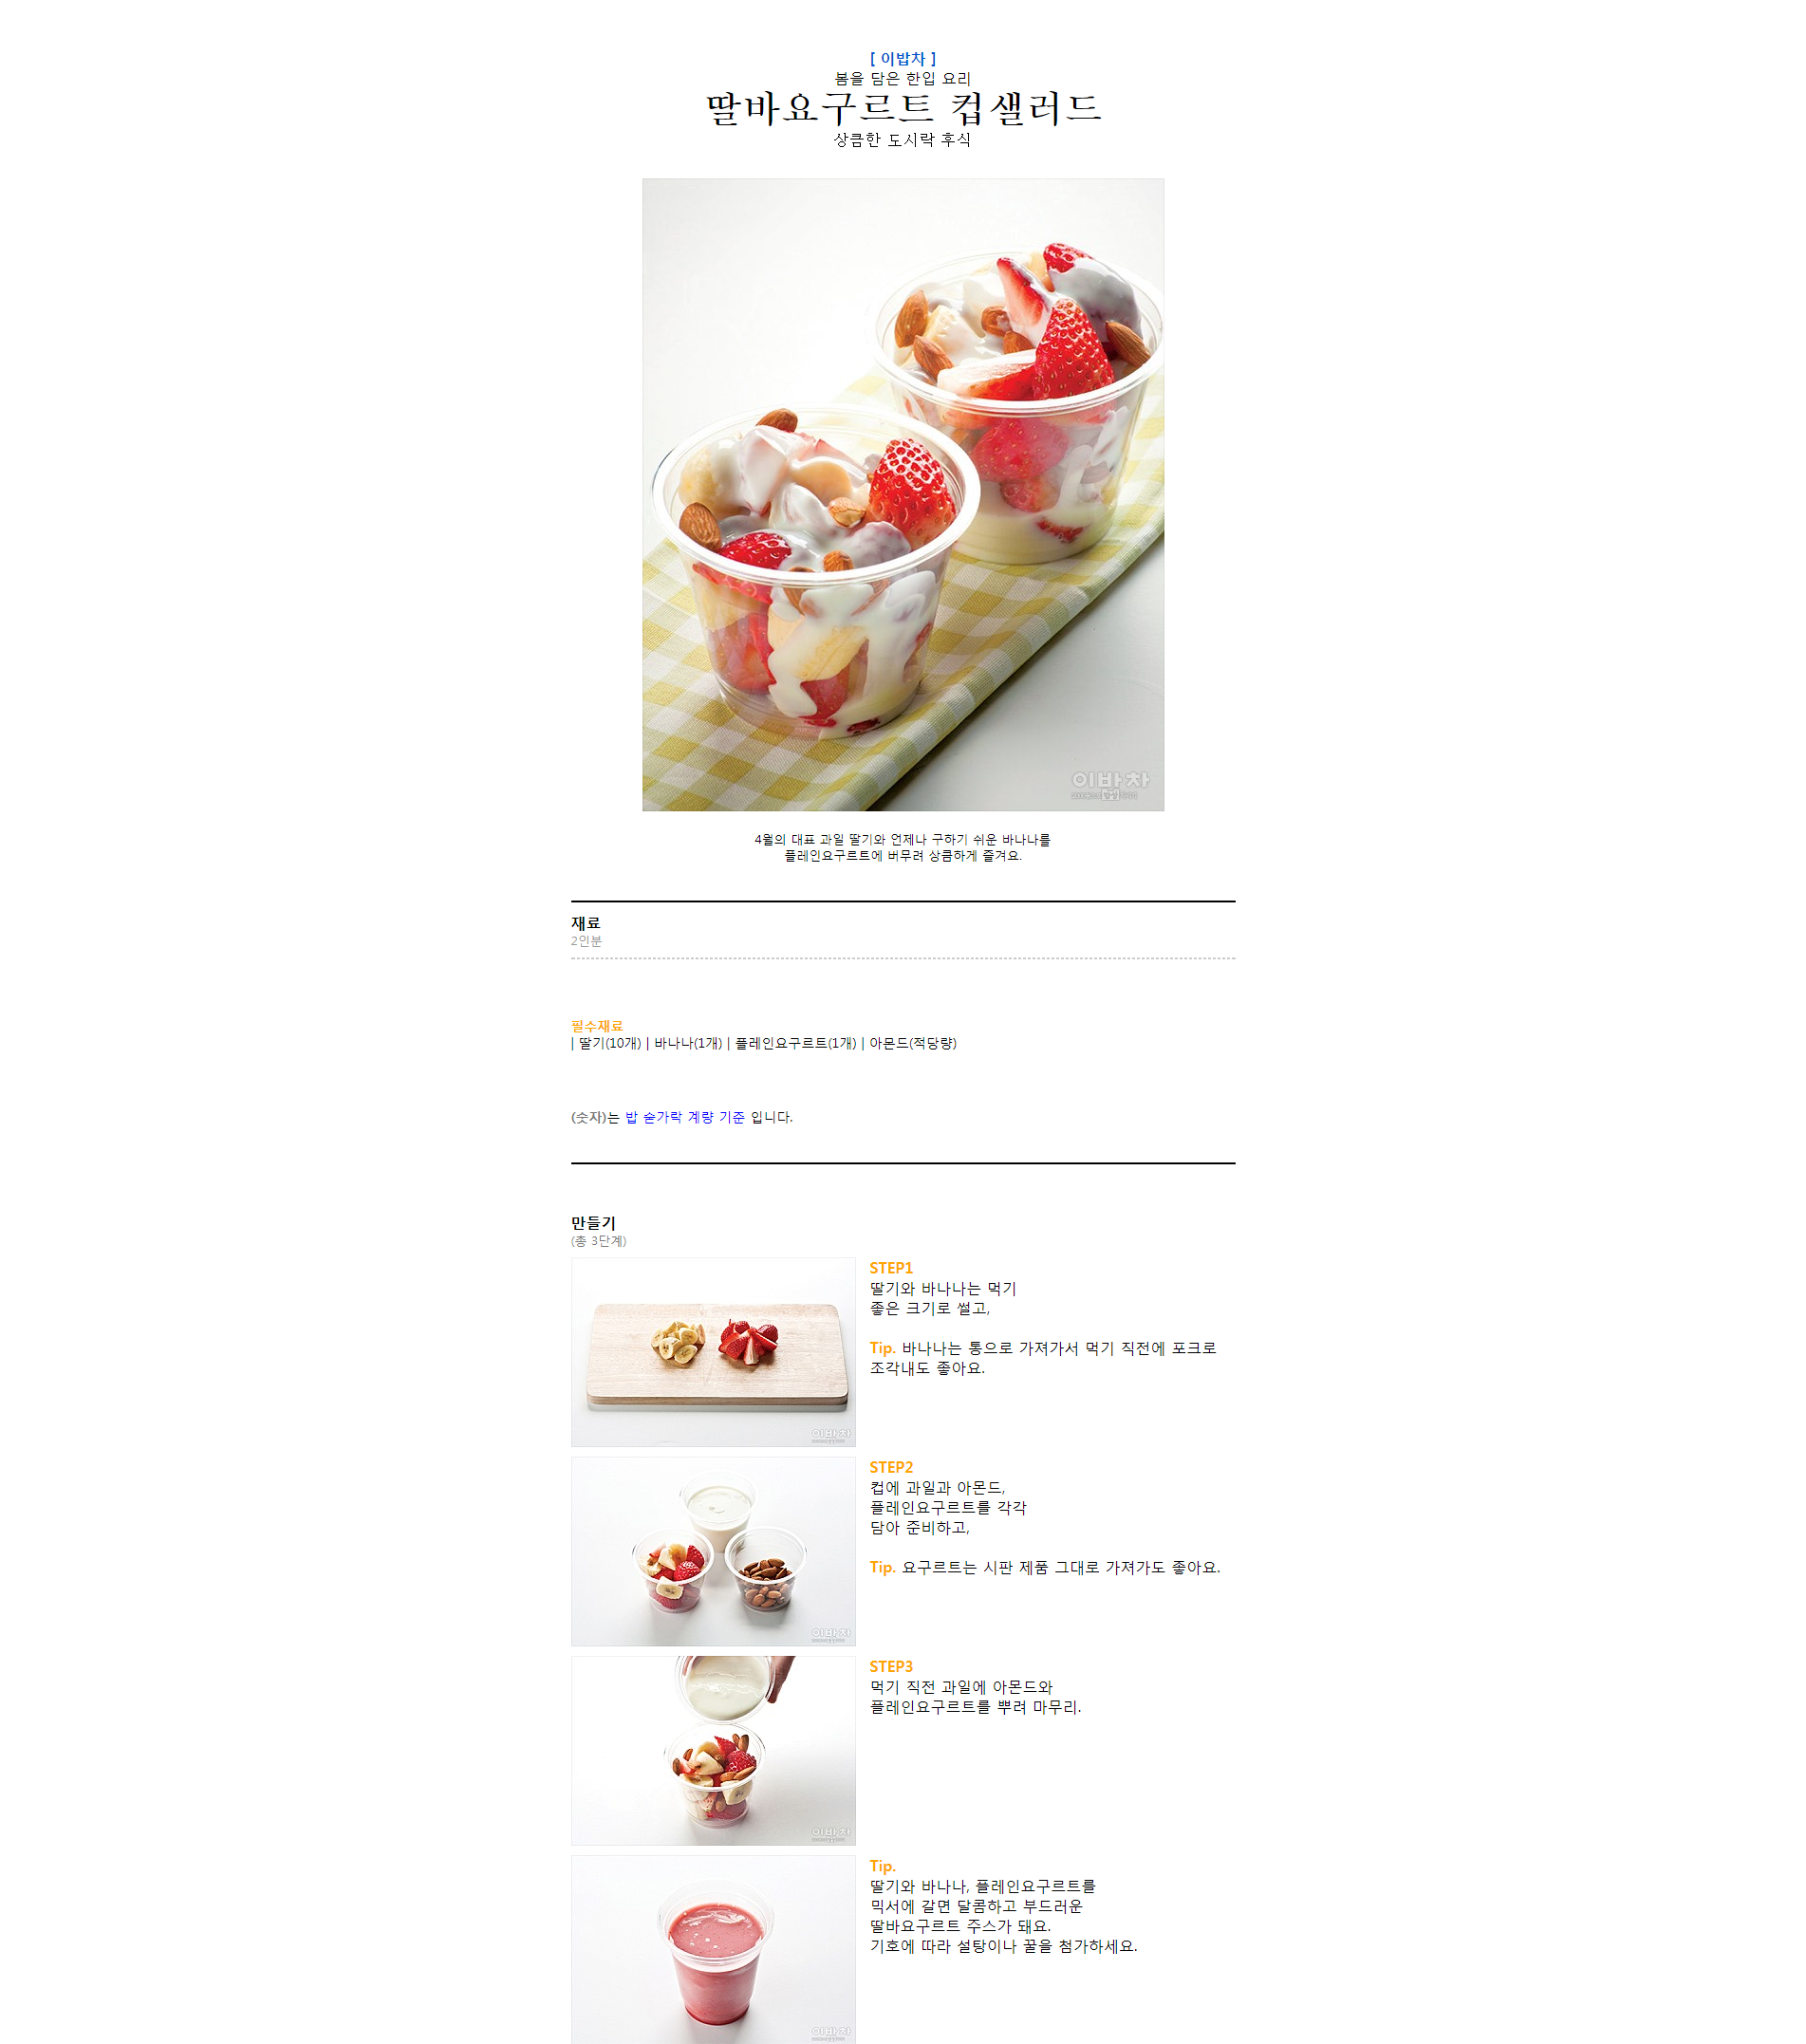 [ 이밥차 ]
봄을 담은 한입 요리
딸바요구르트 컵샐러드
상큼한 도시락 후식
이밥차
4월의 대표 과일 딸기와 언제나 구하기 쉬운 바나나를
플레인요구르트에 버무려 상큼하게 즐겨요.
재료
2인분
필수재료
| 딸기(10개) | 바나나(1개) | 플레인요구르트(1개) | 아몬드(적당량)
(숫자)는 밥 숟가락 계량 기준 입니다.
만들기
(총 3단계)
STEP1
딸기와 바나나는 먹기
좋은 크기로 썰고,
Tip. 바나나는 통으로 가져가서 먹기 직전에 포크로
조각내도 좋아요.
이밥차
STEP2
컵에 과일과 아몬드,
플레인요구르트를 각각
담아 준비하고,
Tip. 요구르트는 시판 제품 그대로 가져가도 좋아요.
이밥차
STEP3
먹기 직전 과일에 아몬드와
플레인요구르트를 뿌려 마무리.
이밥차
Tip.
딸기와 바나나, 플레인요구르트를
믹서에 갈면 달콤하고 부드러운
딸바요구르트 주스가 돼요.
기호에 따라 설탕이나 꿀을 첨가하세요.
이밥차